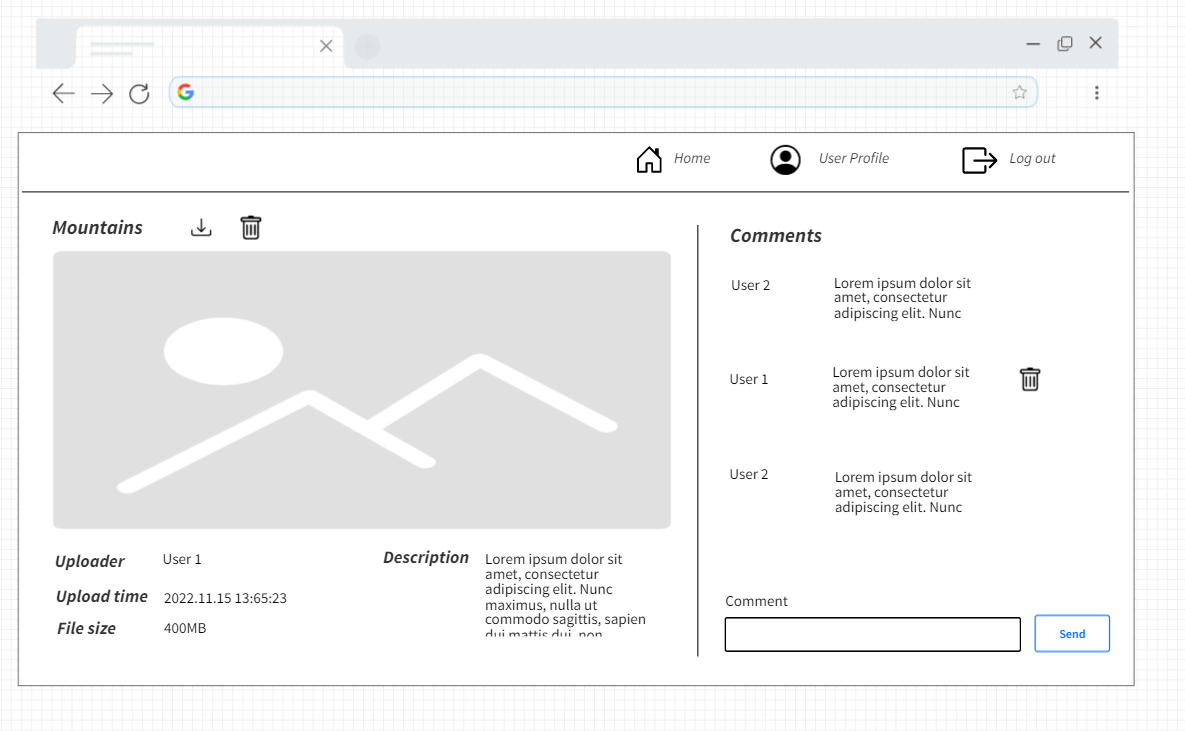 Home
User Profile
Log out
Mountains
Uploader
User 1
Upload time
2022.11.15 13:65:23
File size
400MB
Description
Lorem ipsum dolor sit
amet, consectetur
adipiscing elit. Nunc
maximus, nulla ut
commodo sagittis, sapien
dui mattis dui, non
Comments
User 2
Lorem ipsum dolor sit
amet, consectetur
adipiscing elit. Nunc
User 1
Lorem ipsum dolor sit
amet, consectetur
adipiscing elit. Nunc
User 2
Lorem ipsum dolor sit
amet, consectetur
adipiscing elit. Nunc
Comment
Send